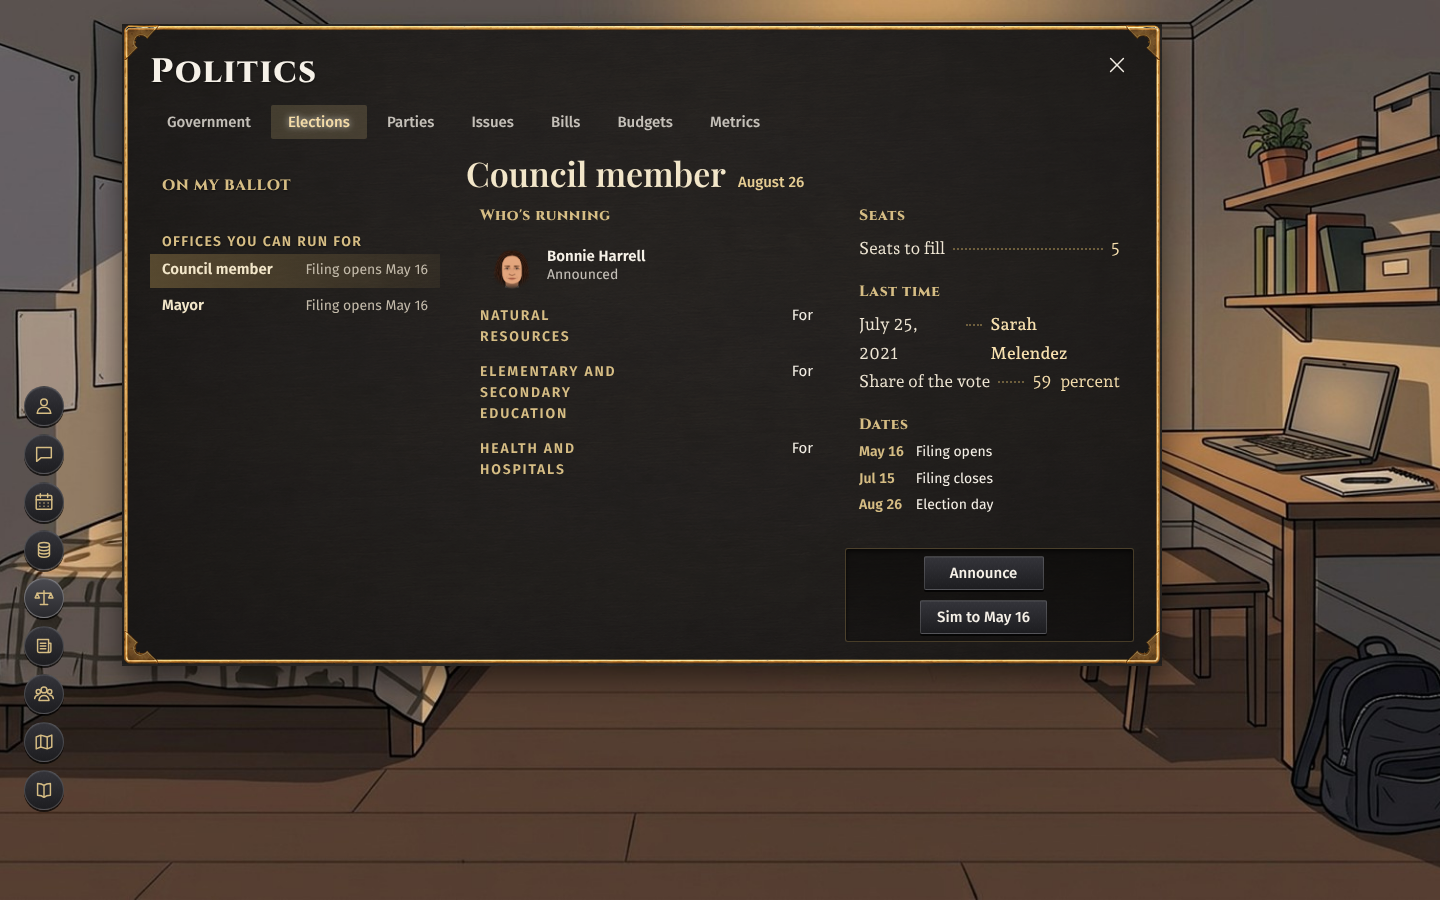 Politics
Government Elections Parties Issues Bills Budgets Metrics
On my ballot
OFFICES YOU CAN RUN FOR
Council member Filing opens May 16
Mayor Filing opens May 16
Council member August 26
Who's running
Bonnie Harrell
Announced
NATURAL RESOURCES For
ELEMENTARY AND SECONDARY EDUCATION For
HEALTH AND HOSPITALS For
Seats
Seats to fill 5
Last time
July 25, 2021 Sarah Melendez
Share of the vote 59 percent
Dates
May 16 Filing opens
Jul 15 Filing closes
Aug 26 Election day
Announce
Sim to May 16